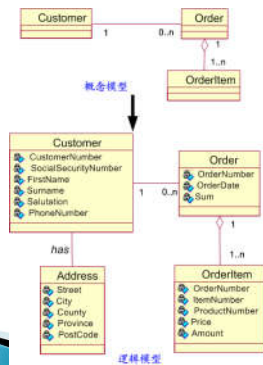 Customer
Order
1
0..n
1
1..n
OrderItem
概念模型
Customer
CustomerNumber
SocialSecurityNumber
FirstName
Surname
Salutation
PhoneNumber
Order
OrderNumber
OrderDate
Sum
1
0..n
1
has
1..n
Address
Street
City
County
Province
PostCode
OrderItem
OrderNumber
ItemNumber
ProductNumber
Price
Amount
逻辑模型